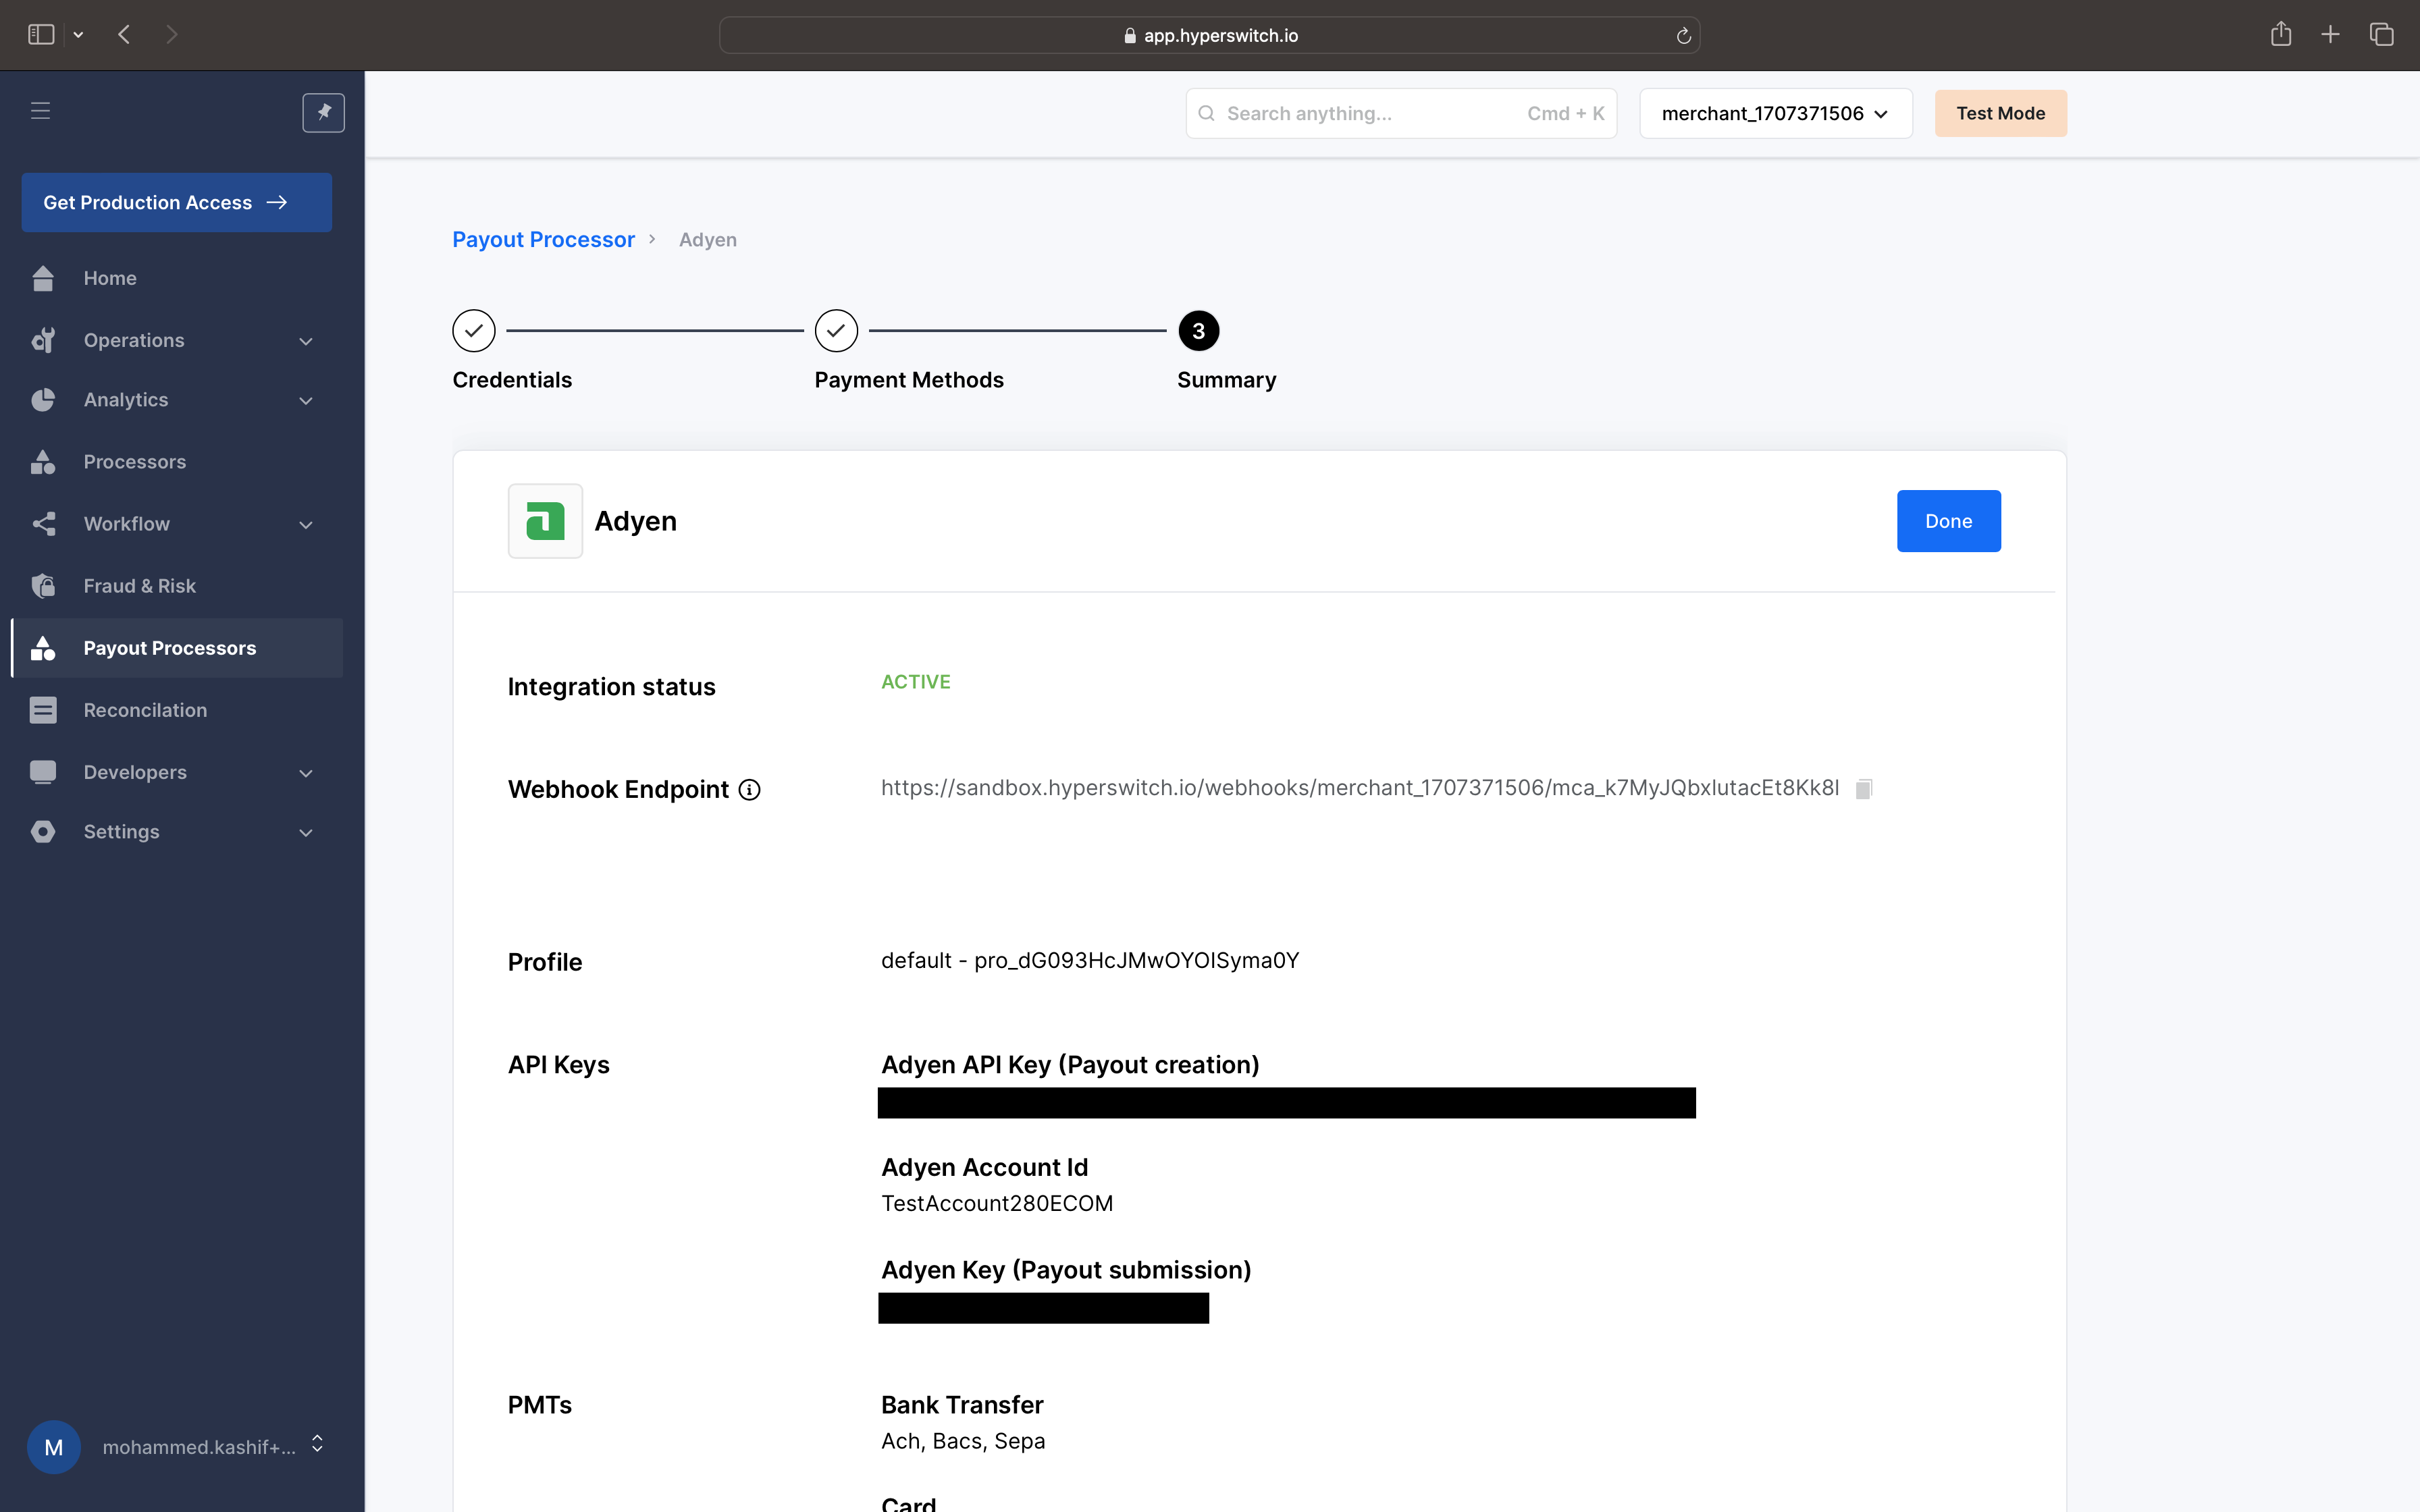 app.hyperswitch.io
Search anything...
Cmd + K
merchant_1707371506
Test Mode
Get Production Access
Home
Operations
Analytics
Processors
Workflow
Fraud & Risk
Payout Processors
Reconcilation
Developers
Settings
M
mohammed.kashif+...
Payout Processor
Adyen
3
Credentials
Payment Methods
Summary
Adyen
Done
Integration status
ACTIVE
Webhook Endpoint
https://sandbox.hyperswitch.io/webhooks/merchant_1707371506/mca_k7MyJQbxIutacEt8Kk8I
Profile
default - pro_dG093HcJMwOYOISyma0Y
API Keys
Adyen API Key (Payout creation)
Adyen Account Id
TestAccount280ECOM
Adyen Key (Payout submission)
PMTs
Bank Transfer
Ach, Bacs, Sepa
Card